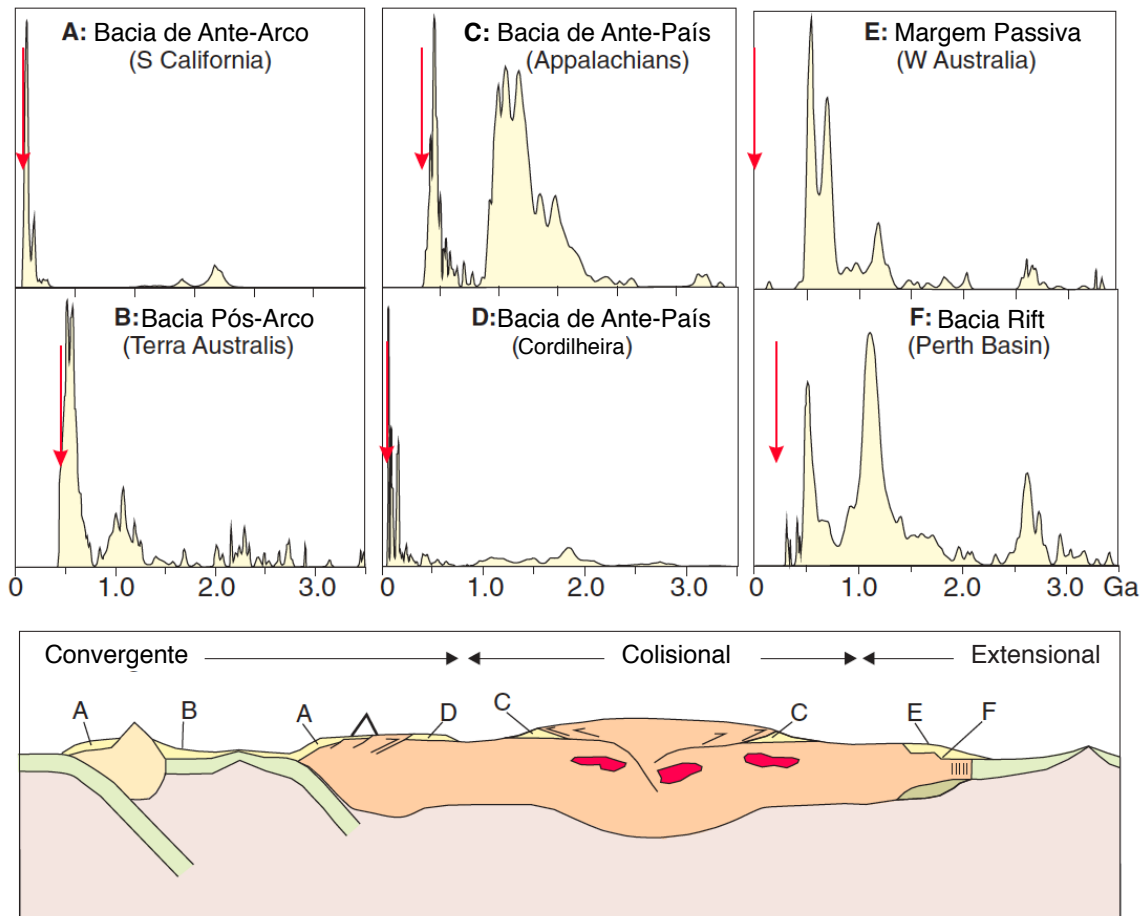 A: Bacia de Ante-Arco
(S California)
C: Bacia de Ante-País
(Appalachians)
E: Margem Passiva
(W Australia)
B:Bacia Pós-Arco
(Terra Australis)
D:Bacia de Ante-País
(Cordilheira)
F: Bacia Rift
(Perth Basin)
0 1.0 2.0 3.0
0 1.0 2.0 3.0
0 1.0 2.0 3.0 Ga
Convergente
Colisional
Extensional
A B A D C C E F